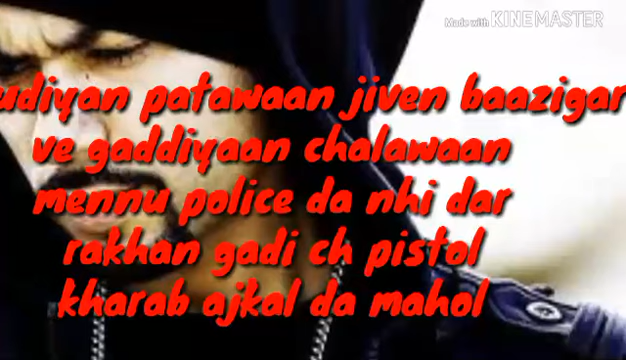 Made with KINEMASTER
udiyan patawaan jiven baazigar
ve gaddiyaan chalawaan
mennu police da nhi dar
rakhan gadi ch pistol
kharab ajkal da mahol